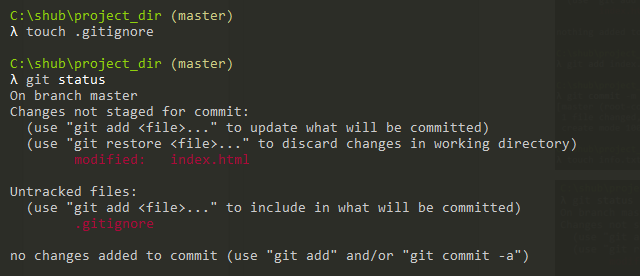 C:\shub\project_dir (master)
λ touch .gitignore
C:\shub\project_dir (master)
λ git status
On branch master
Changes not staged for commit:
  (use "git add <file>..." to update what will be committed)
  (use "git restore <file>..." to discard changes in working directory)
        modified:   index.html
Untracked files:
  (use "git add <file>..." to include in what will be committed)
        .gitignore
no changes added to commit (use "git add" and/or "git commit -a")